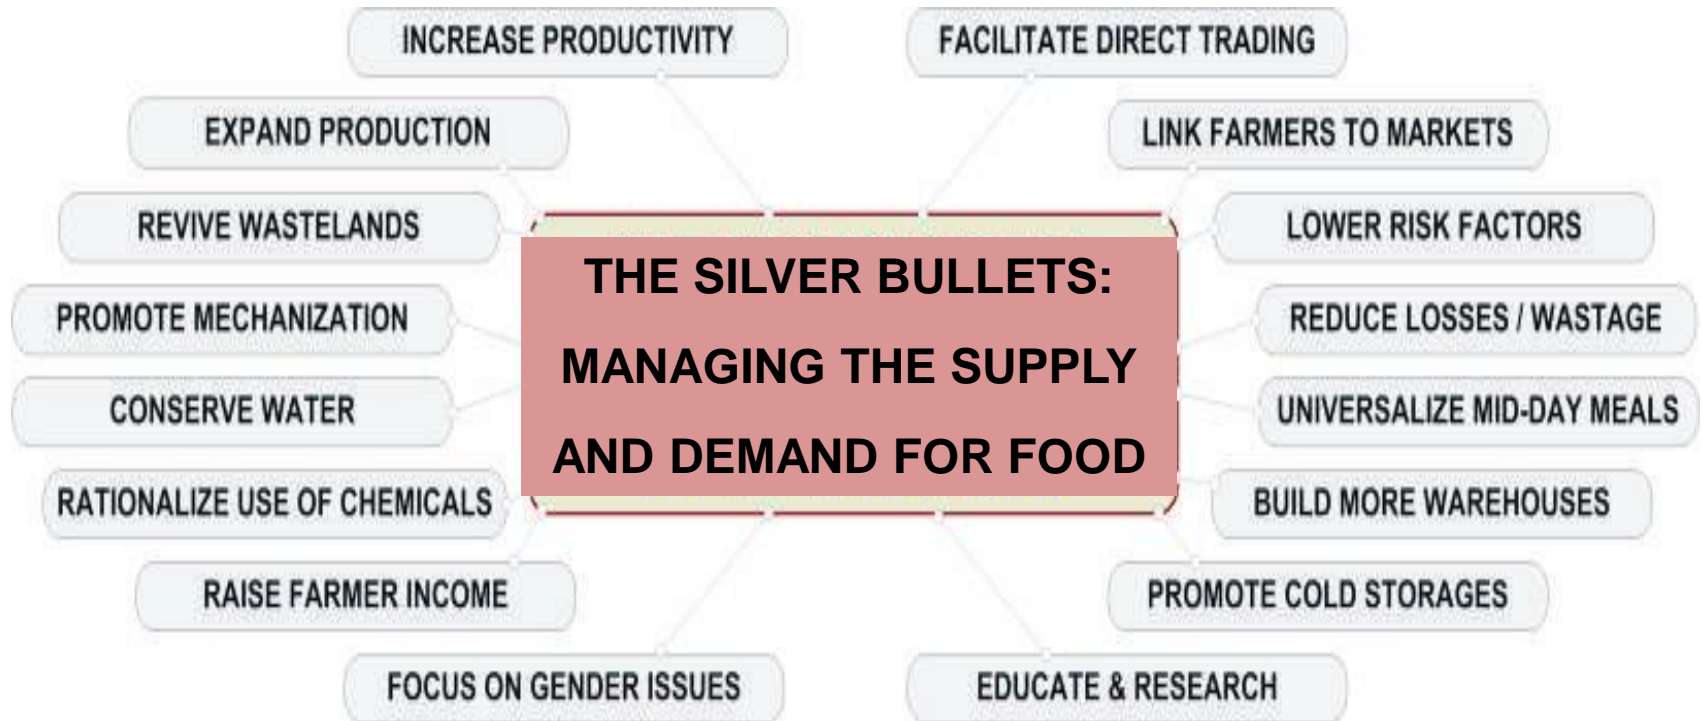 INCREASE PRODUCTIVITY
FACILITATE DIRECT TRADING
EXPAND PRODUCTION
LINK FARMERS TO MARKETS
REVIVE WASTELANDS
LOWER RISK FACTORS
THE SILVER BULLETS:
MANAGING THE SUPPLY
AND DEMAND FOR FOOD
PROMOTE MECHANIZATION
REDUCE LOSSES / WASTAGE
CONSERVE WATER
UNIVERSALIZE MID-DAY MEALS
RATIONALIZE USE OF CHEMICALS
BUILD MORE WAREHOUSES
RAISE FARMER INCOME
PROMOTE COLD STORAGES
FOCUS ON GENDER ISSUES
EDUCATE & RESEARCH